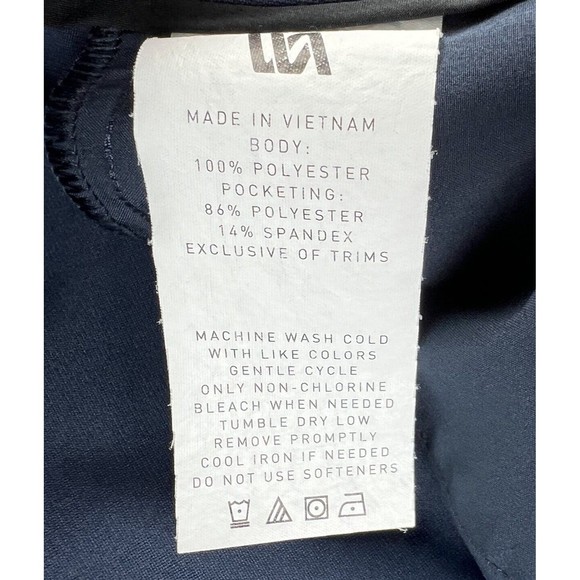 MADE IN VIETNAM
BODY:
100% POLYESTER
POCKETING:
86% POLYESTER
14% SPANDEX
EXCLUSIVE OF TRIMS
MACHINE WASH COLD
WITH LIKE COLORS
GENTLE CYCLE
ONLY NON-CHLORINE
BLEACH WHEN NEEDED
TUMBLE DRY LOW
REMOVE PROMPTLY
COOL IRON IF NEEDED
DO NOT USE SOFTENERS